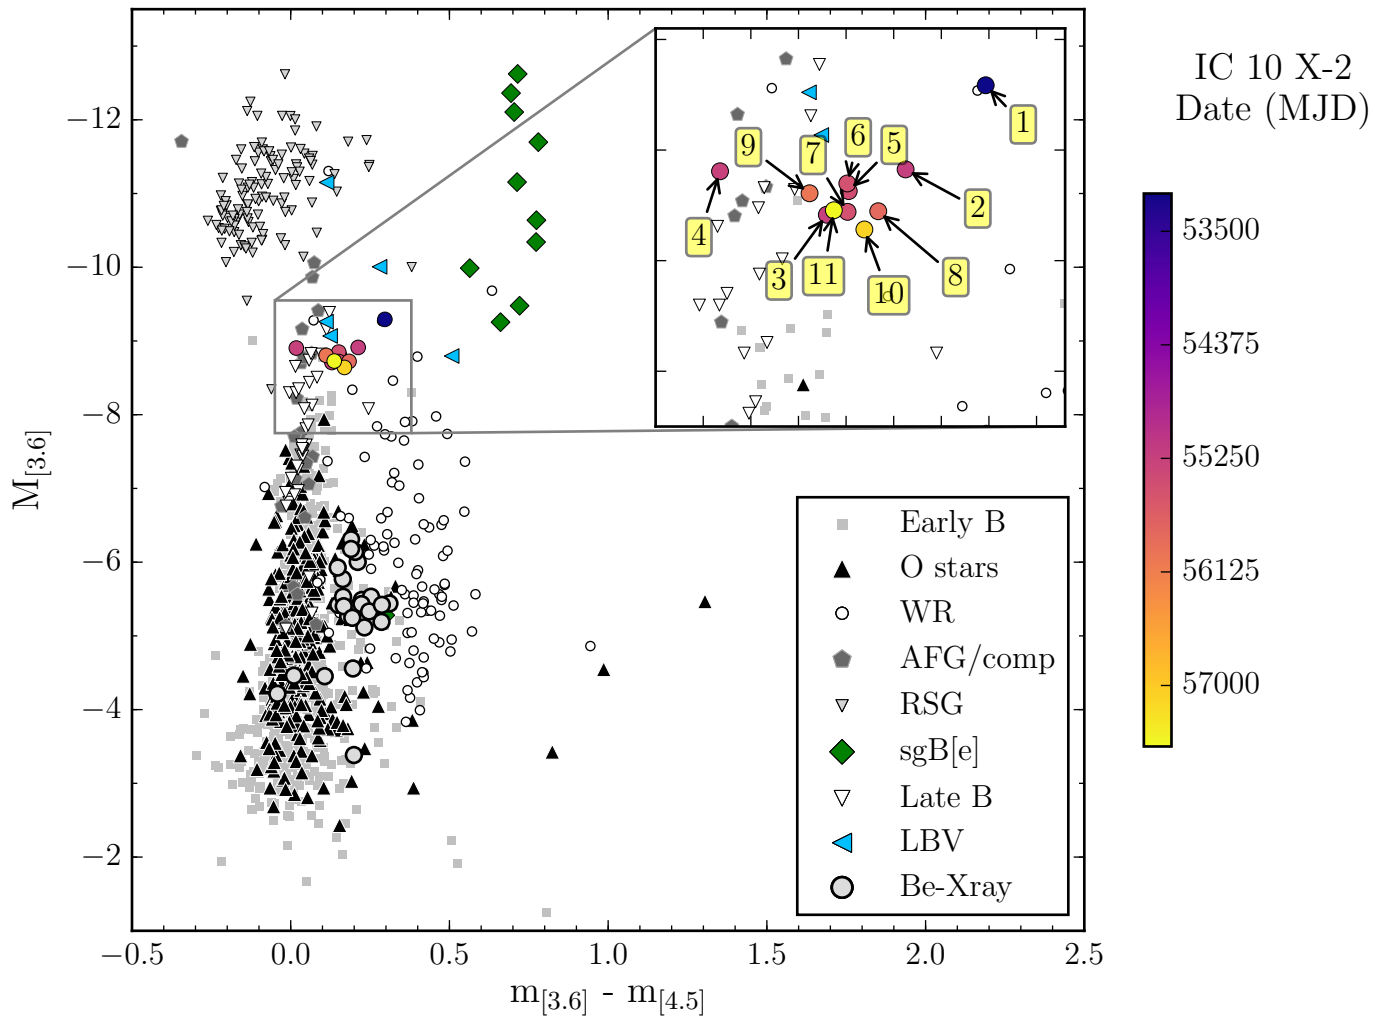 IC 10 X-2
Date (MJD)
53500
54375
55250
56125
57000
M[3.6]
−12
−10
−8
−6
−4
−2
−0.5
0.0
0.5
1.0
1.5
2.0
2.5
m[3.6] - m[4.5]
1
6
9
7
5
2
4
3
11
10
8
Early B
O stars
WR
AFG/comp
RSG
sgB[e]
Late B
LBV
Be-Xray